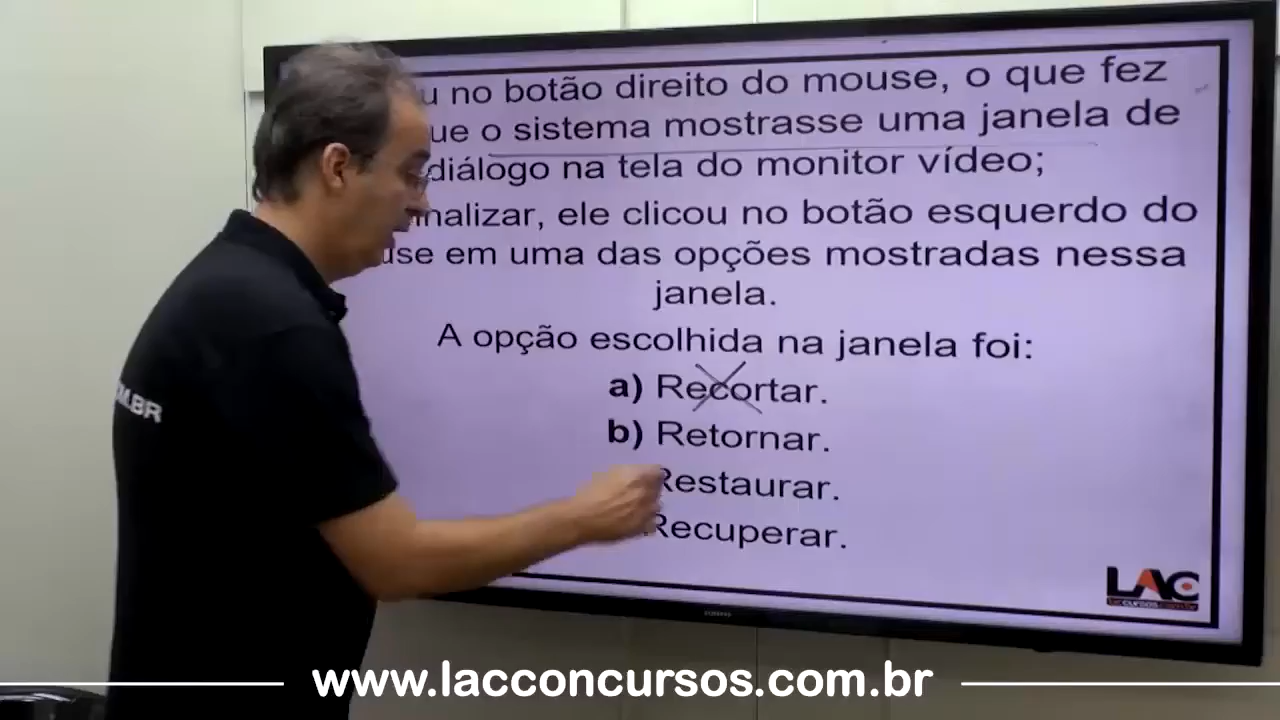 u no botão direito do mouse, o que fez
ue o sistema mostrasse uma janela de
diálogo na tela do monitor vídeo;
nalizar, ele clicou no botão esquerdo do
use em uma das opções mostradas nessa
janela.
A opção escolhida na janela foi:
a) Recortar.
b) Retornar.
Restaurar.
Recuperar.
LAC
M.BR
www.lacconcursos.com.br